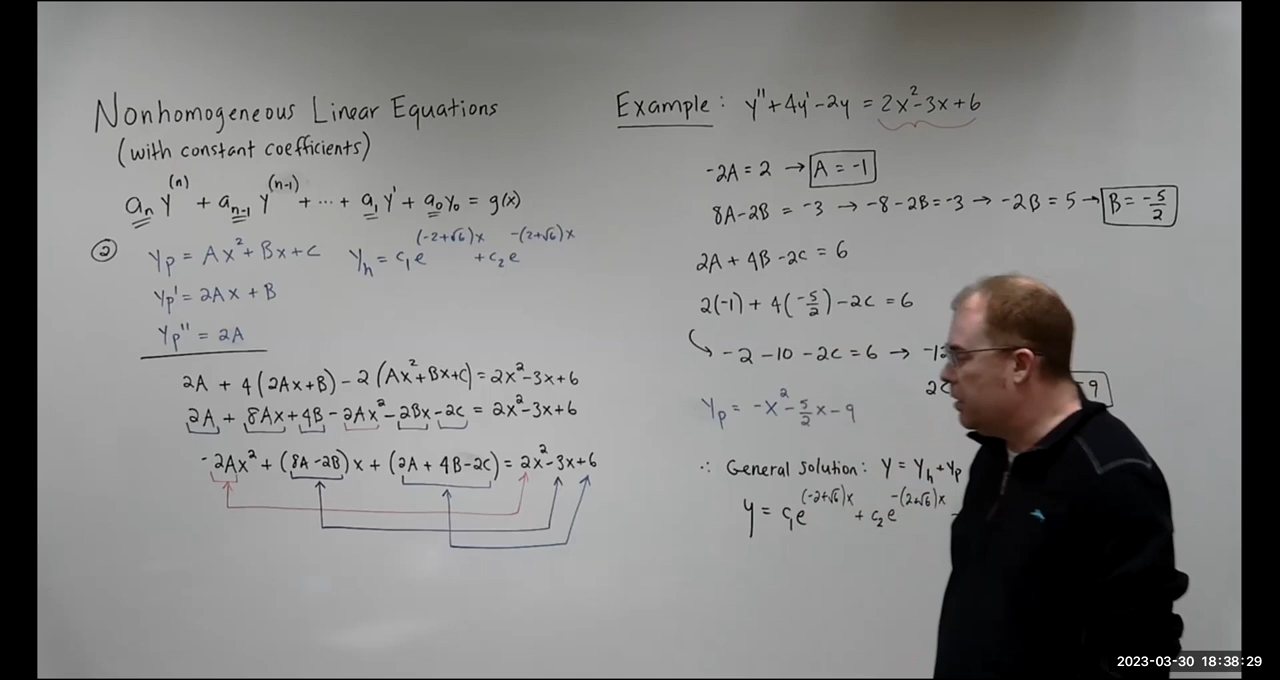 Nonhomogeneous Linear Equations
(with constant coefficients)
aₙ y⁽ⁿ⁾ + aₙ₋₁ y⁽ⁿ⁻¹⁾ + ⋯ + a₁ y' + a₀ y₀ = g(x)
② Yp = Ax² + Bx + C   Yh = c₁e^(-2+√6)x + c₂e^-(2+√6)x
Yp' = 2Ax + B
Yp'' = 2A
2A + 4(2Ax+B) - 2(Ax²+Bx+C) = 2x²-3x+6
2A + 8Ax + 4B - 2Ax² - 2Bx - 2C = 2x²-3x+6
-2Ax² + (8A-2B)x + (2A + 4B-2C) = 2x²-3x+6
Example: y''+4y'-2y = 2x²-3x+6
-2A = 2 → A = -1
8A-2B = -3 → -8-2B=-3 → -2B = 5 → B = -5/2
2A + 4B - 2C = 6
2(-1) + 4(-5/2) - 2C = 6
→ -2 - 10 - 2C = 6 → -12
2C -9
Yp = -x² - 5/2 x - 9
∴ General solution: Y = Yh + Yp
y = c₁e^(-2+√6)x + c₂e^-(2+√6)x -
2023-03-30 18:38:29